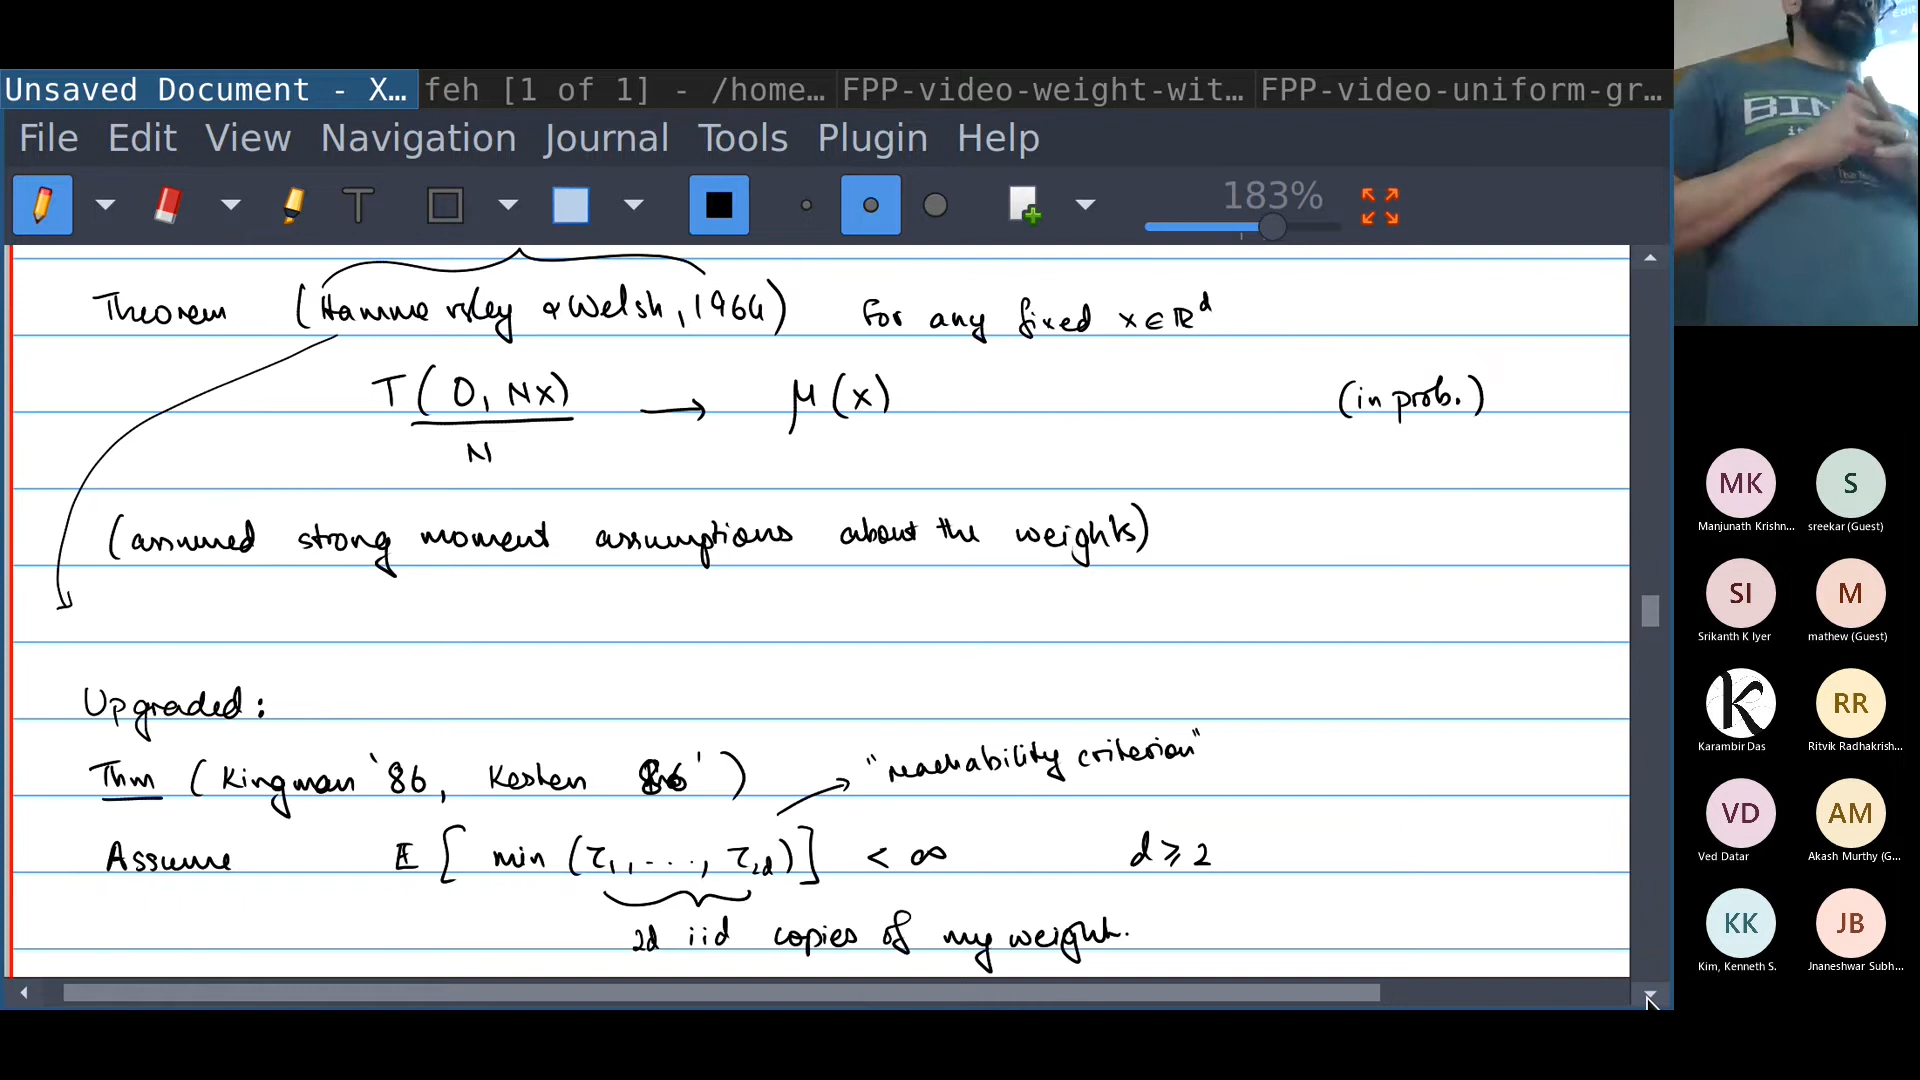 Unsaved Document - X...
feh [1 of 1] - /home...
FPP-video-weight-wit...
FPP-video-uniform-gr...
File Edit View Navigation Journal Tools Plugin Help
183%
Theorem (Hammersley & Welsh, 1964) For any fixed x ∈ ℝ^d
T(0, Nx) / N → μ(x) (in prob.)
(assumed strong moment assumptions about the weights)
Upgraded:
Thm (Kingman '86, Kesten 86')
"reachability criterion"
Assume 𝔼[min(τ₁, ..., τ_2d)] < ∞ d ≥ 2
2d iid copies of my weight.
BIN
it
Edit
MK S
Manjunath Krishn... sreekar (Guest)
SI M
Srikanth K Iyer mathew (Guest)
K RR
Karambir Das Ritvik Radhakrish...
VD AM
Ved Datar Akash Murthy (G...
KK JB
Kim, Kenneth S. Jnaneshwar Subh...